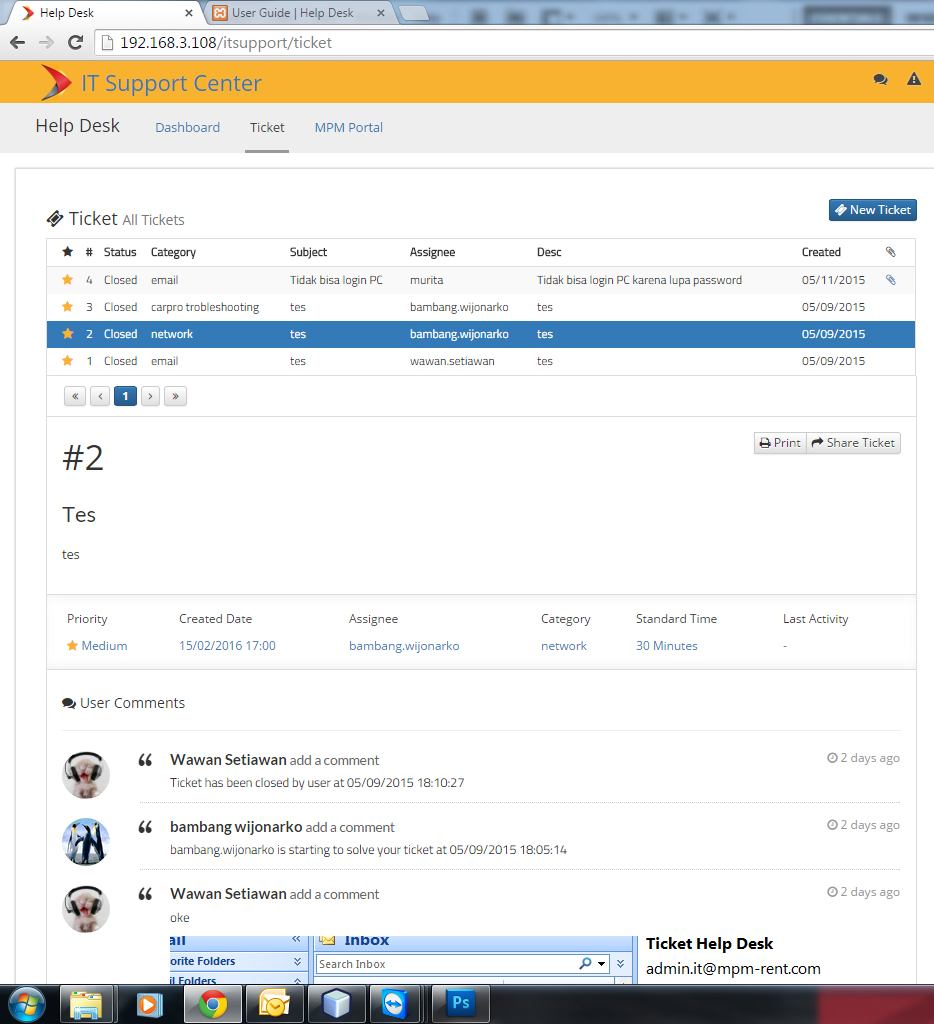 Help Desk
User Guide | Help Desk
192.168.3.108/itsupport/ticket
IT Support Center
Help Desk Dashboard Ticket MPM Portal
Ticket All Tickets
New Ticket
# Status Category Subject Assignee Desc Created
4 Closed email Tidak bisa login PC murita Tidak bisa login PC karena lupa password 05/11/2015
3 Closed carpro trobleshooting tes bambang.wijonarko tes 05/09/2015
2 Closed network tes bambang.wijonarko tes 05/09/2015
1 Closed email tes wawan.setiawan tes 05/09/2015
« ‹ 1 › »
#2
Print Share Ticket
Tes
tes
Priority Created Date Assignee Category Standard Time Last Activity
Medium 15/02/2016 17:00 bambang.wijonarko network 30 Minutes -
User Comments
Wawan Setiawan add a comment 2 days ago
Ticket has been closed by user at 05/09/2015 18:10:27
bambang wijonarko add a comment 2 days ago
bambang.wijonarko is starting to solve your ticket at 05/09/2015 18:05:14
Wawan Setiawan add a comment 2 days ago
oke
ail « Inbox Ticket Help Desk
orite Folders Search Inbox admin.it@mpm-rent.com
il Folders
Ps